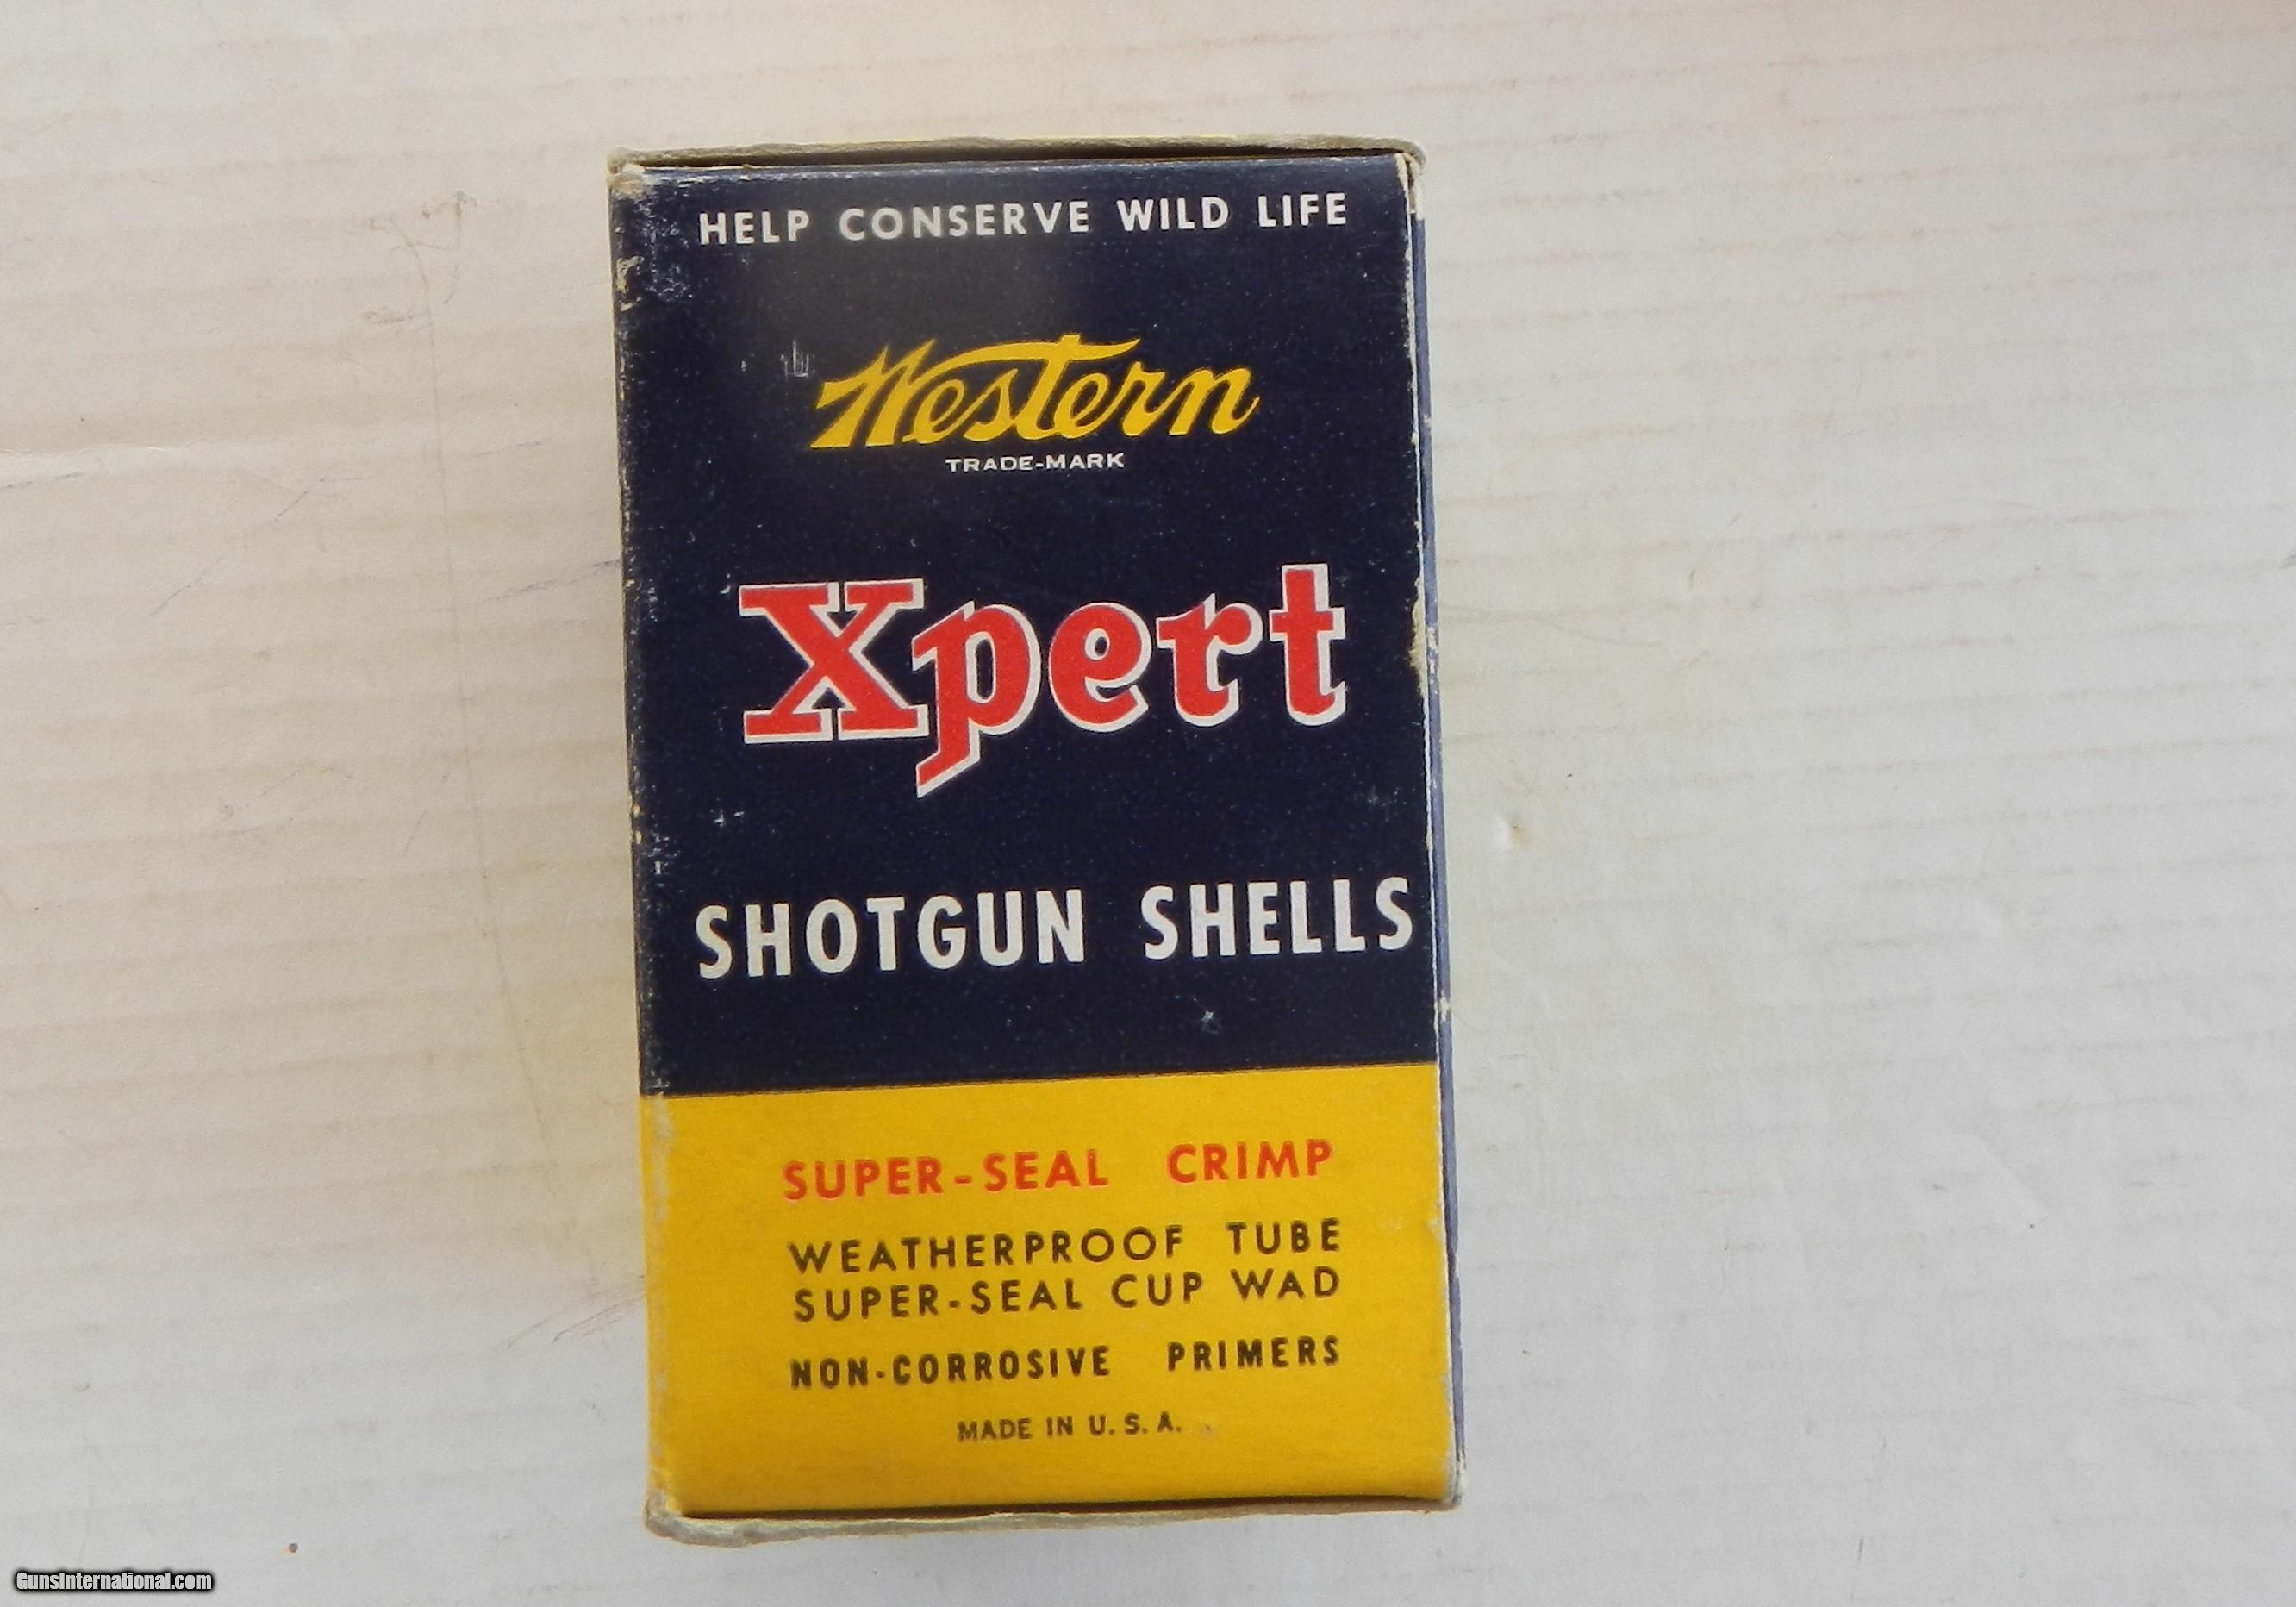 HELP CONSERVE WILD LIFE
Western
TRADE-MARK
Xpert
SHOTGUN SHELLS
SUPER-SEAL CRIMP
WEATHERPROOF TUBE
SUPER-SEAL CUP WAD
NON-CORROSIVE PRIMERS
MADE IN U.S.A.
GunsInternational.com